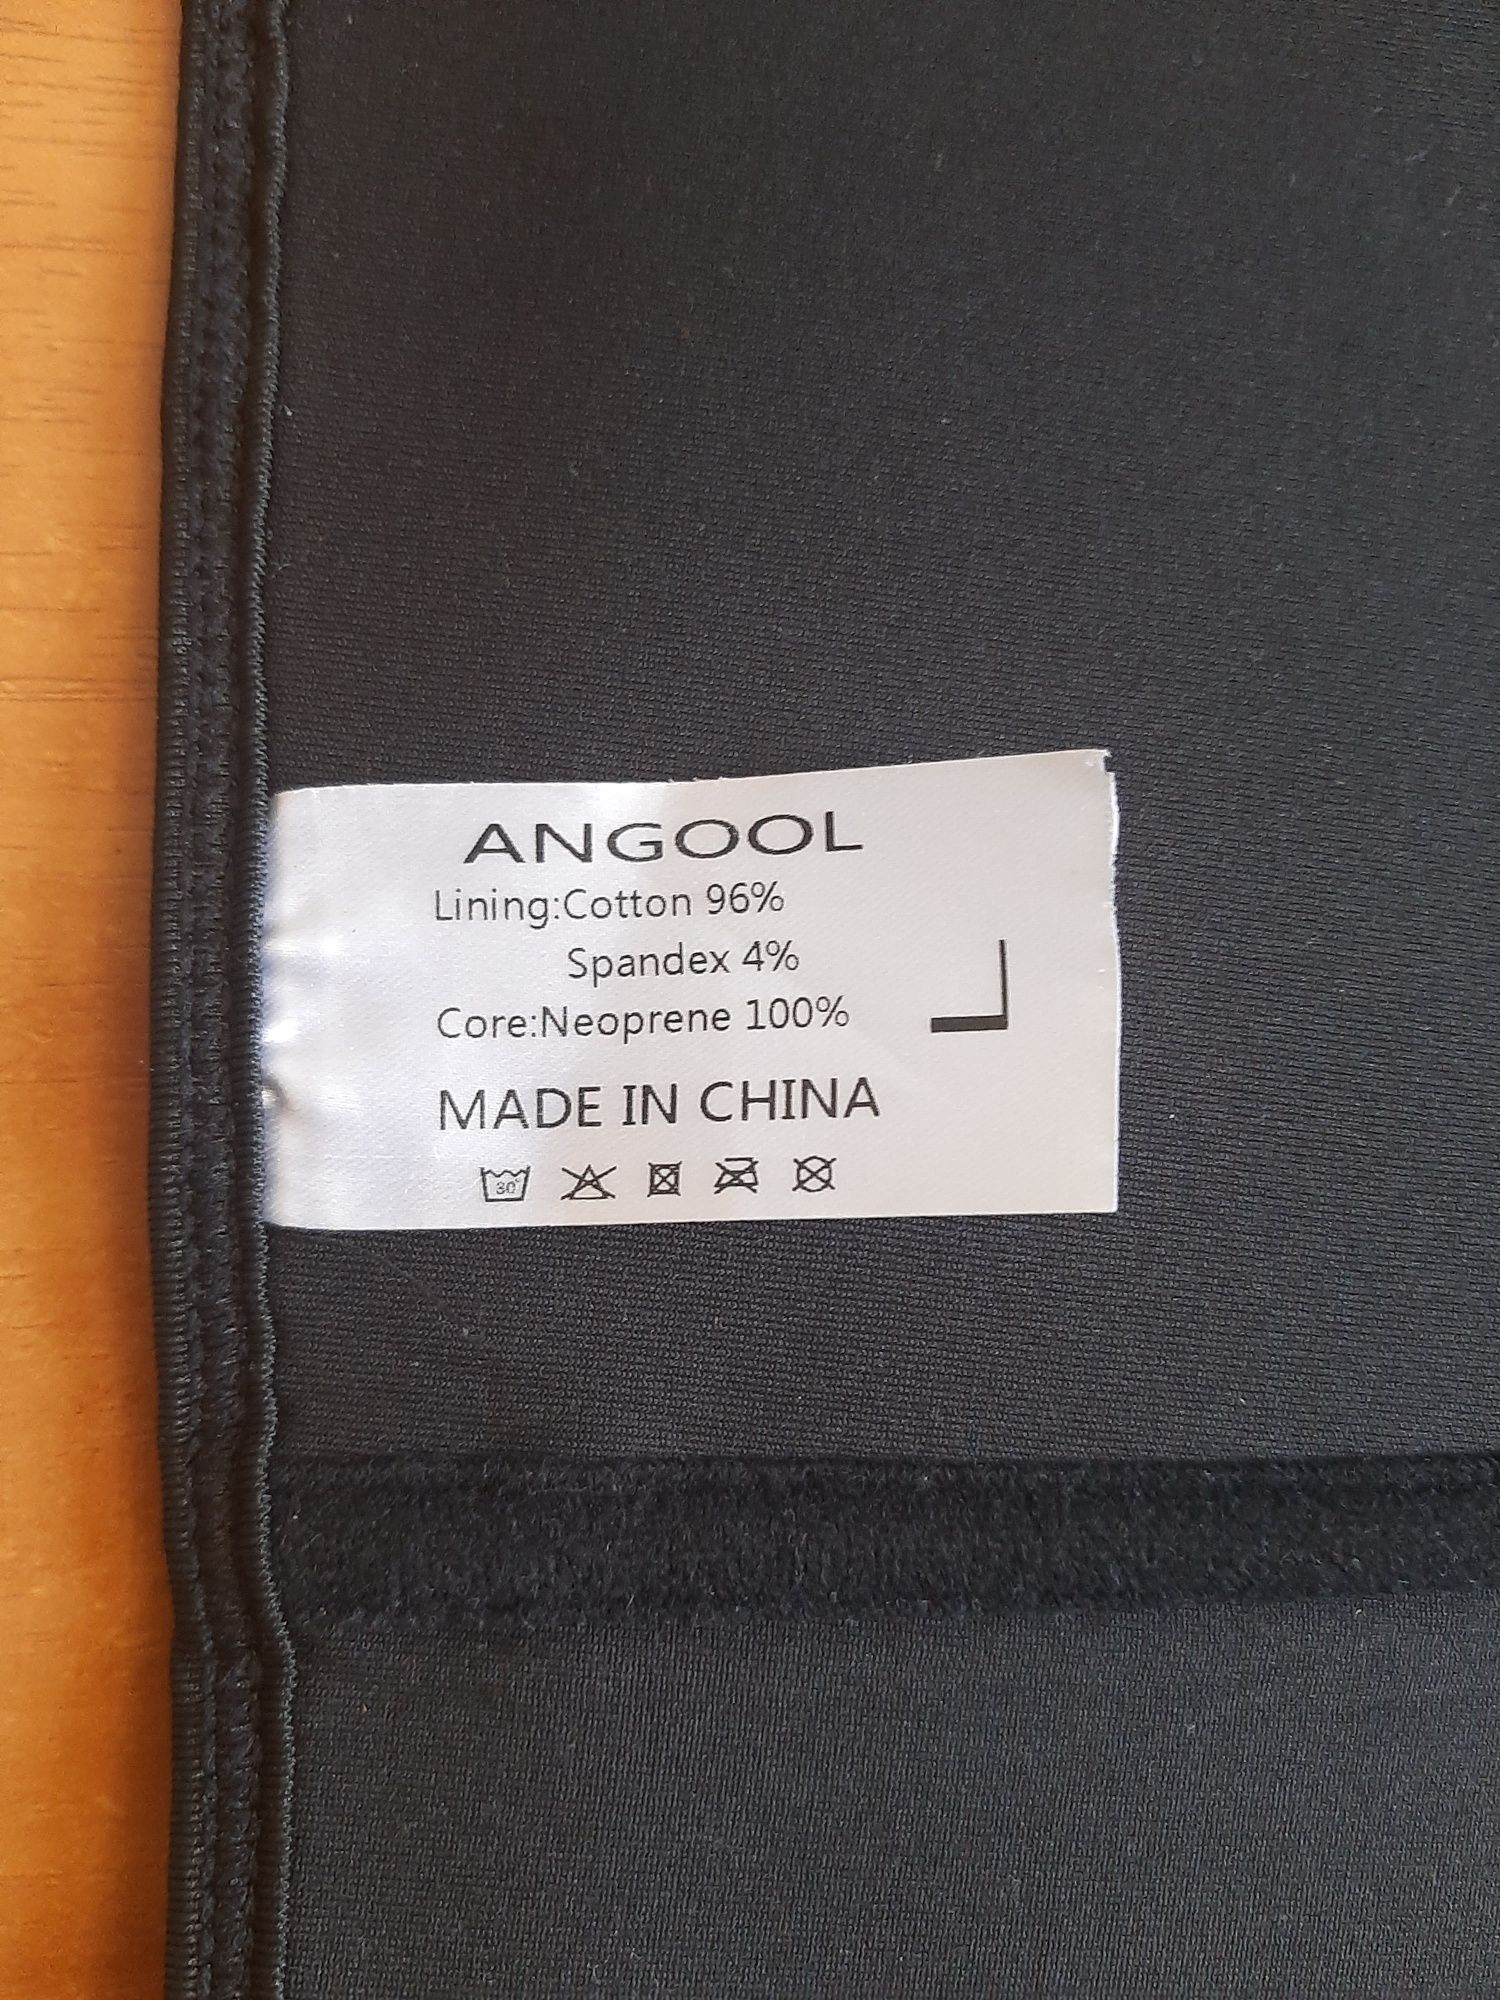 ANGOOL
Lining:Cotton 96%
Spandex 4%
Core:Neoprene 100%
L
MADE IN CHINA
30°